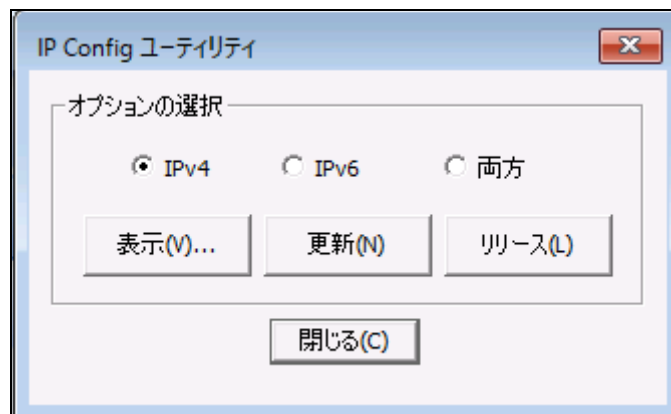 IP Config ユーティリティ
オプションの選択
IPv4 IPv6 両方
表示(V)... 更新(N) リリース(L)
閉じる(C)